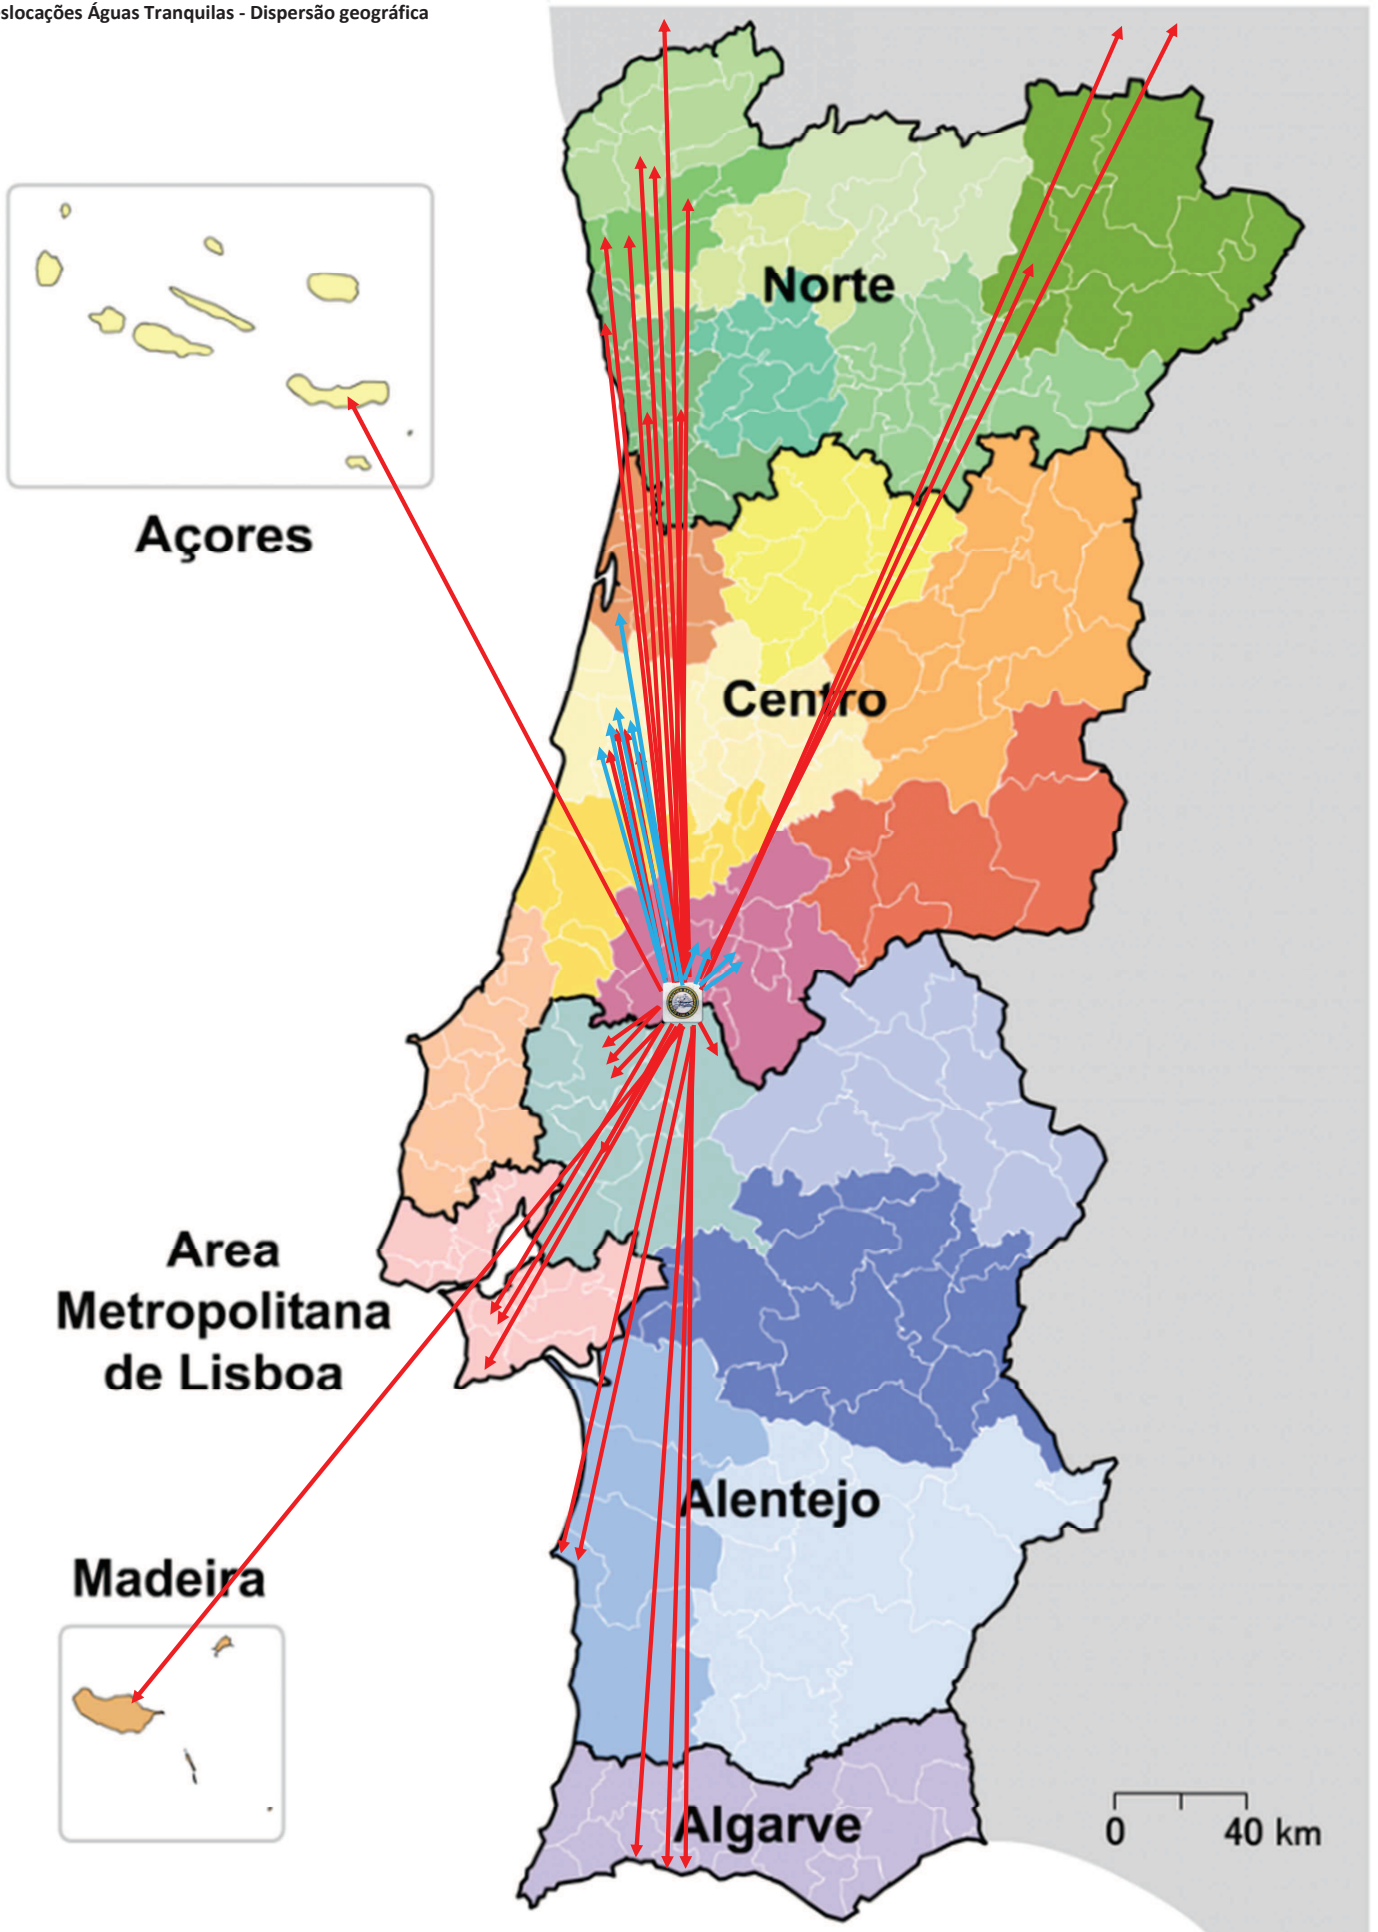 slocações Águas Tranquilas - Dispersão geográfica
Norte
Açores
Centro
Area
Metropolitana
de Lisboa
Alentejo
Madeira
Algarve
0 40 km